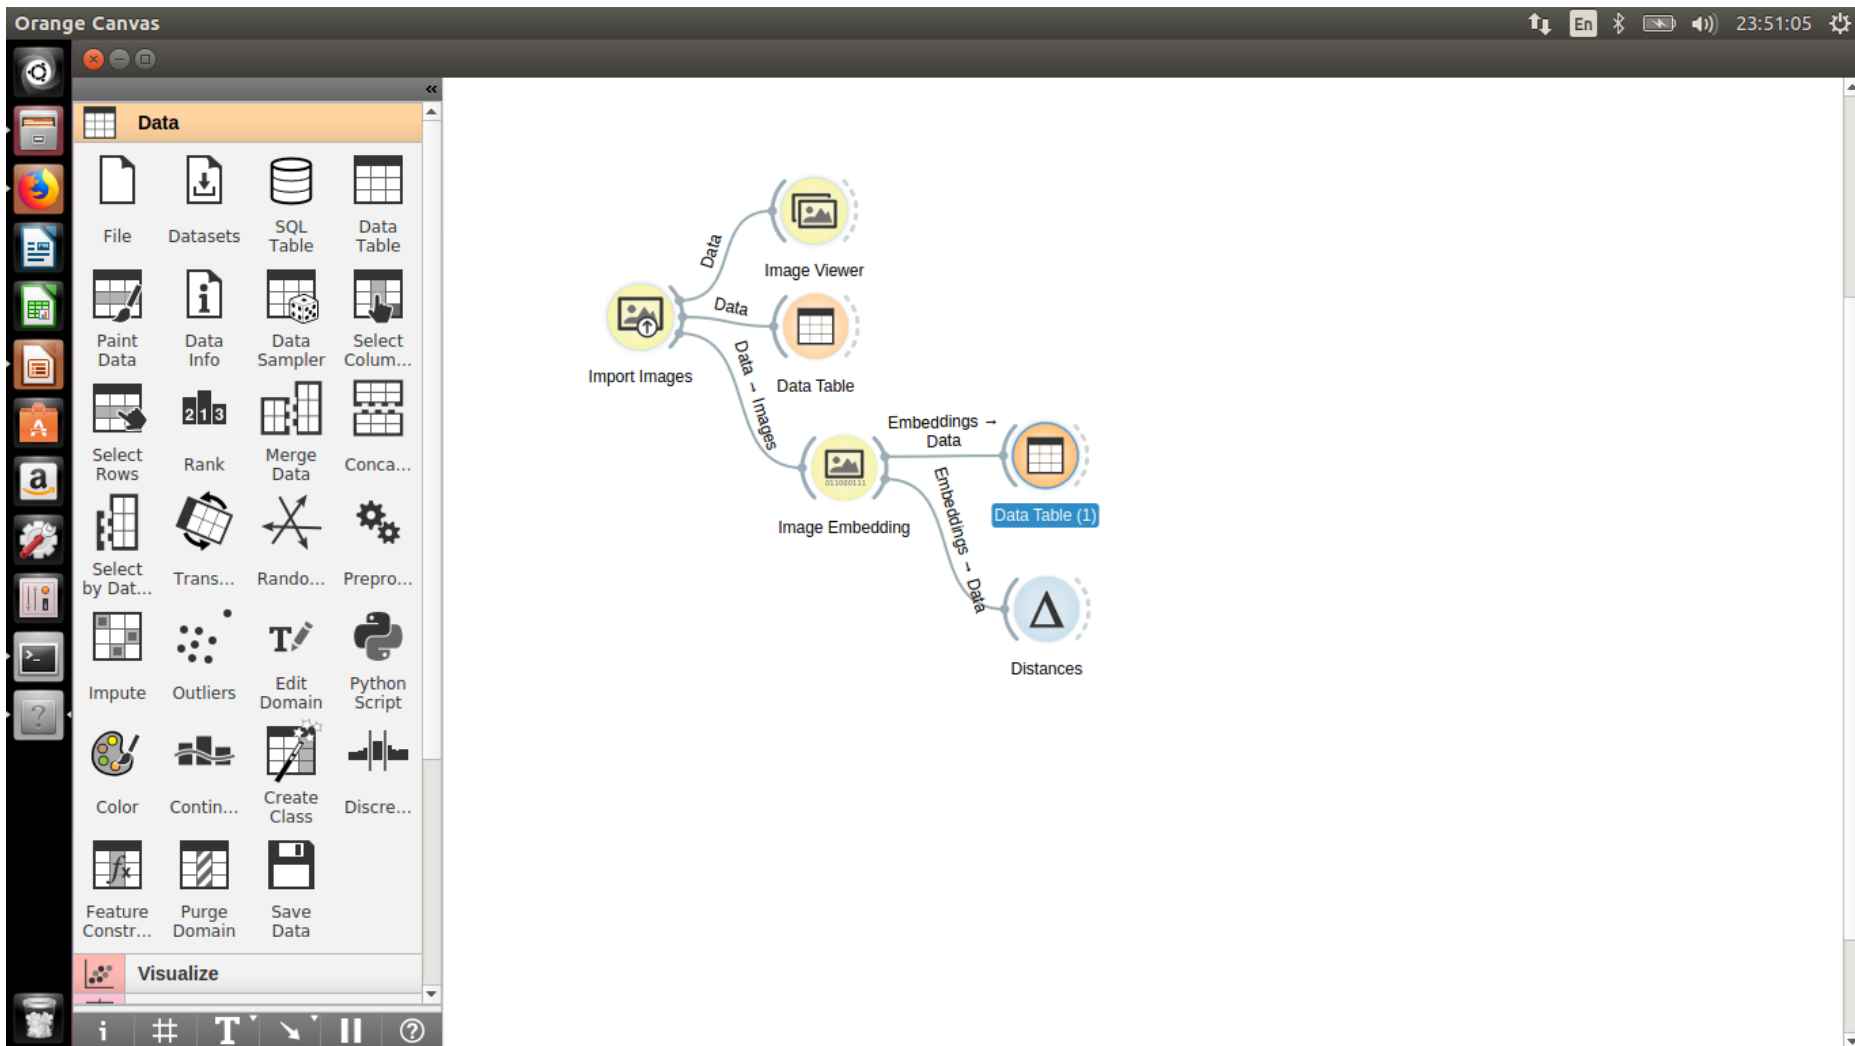 Orange Canvas
En
23:51:05
«
Data
File
Datasets
SQL
Table
Data
Table
Paint
Data
Data
Info
Data
Sampler
Select
Colum...
Select
Rows
213
Rank
Merge
Data
Conca...
Select
by Dat...
Trans...
Rando...
Prepro...
Impute
Outliers
T
Edit
Domain
Python
Script
Color
Contin...
Create
Class
Discre...
fx
Feature
Constr...
Purge
Domain
Save
Data
Visualize
i
#
T
?
Data
Image Viewer
Data
Import Images
Data Table
Data → Images
Embeddings →
Data
011000111
Image Embedding
Data Table (1)
Embeddings → Data
Δ
Distances